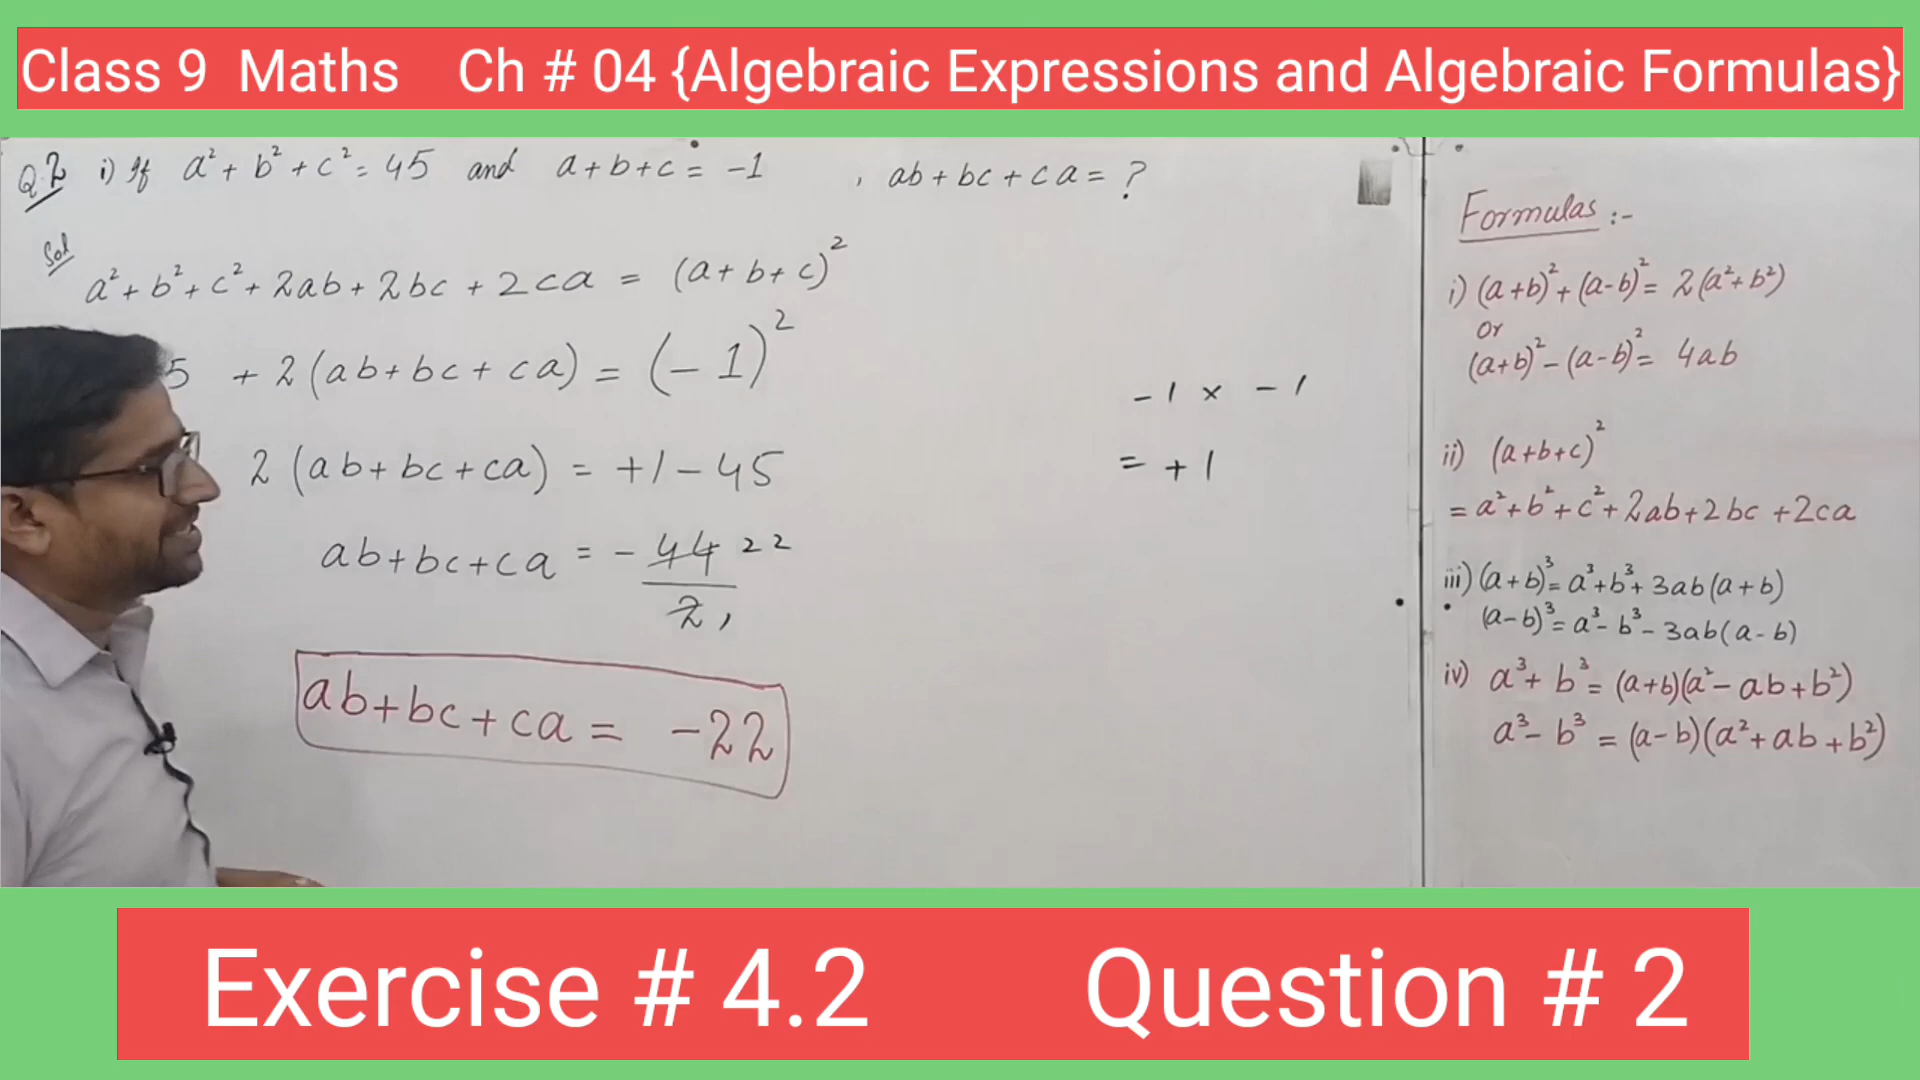 Class 9 Maths Ch # 04 {Algebraic Expressions and Algebraic Formulas}
Q.2 i) If a² + b² + c² = 45 and a+b+c = -1 , ab+bc+ca = ?
Sol
a²+b²+c²+2ab+2bc+2ca = (a+b+c)²
5 +2(ab+bc+ca) = (-1)²
2(ab+bc+ca) = +1-45
ab+bc+ca = -44 22
2,
ab+bc+ca = -22
-1 × -1
= +1
Formulas :-
i) (a+b)²+(a-b)² = 2(a²+b²)
or
(a+b)²-(a-b)² = 4ab
ii) (a+b+c)²
= a²+b²+c²+2ab+2bc+2ca
iii) (a+b)³ = a³+b³+3ab(a+b)
(a-b)³ = a³-b³-3ab(a-b)
iv) a³+b³ = (a+b)(a²-ab+b²)
a³-b³ = (a-b)(a²+ab+b²)
Exercise # 4.2 Question # 2